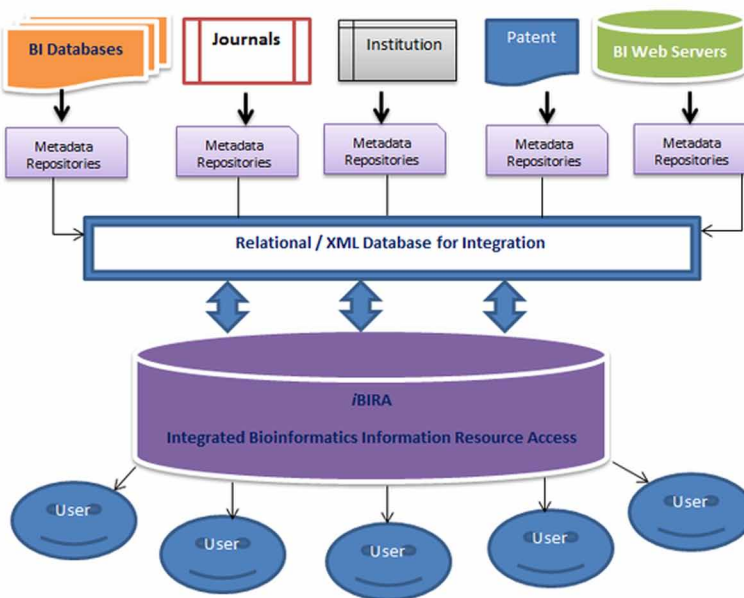 BI Databases
Journals
Institution
Patent
BI Web Servers
Metadata
Repositories
Metadata
Repositories
Metadata
Repositories
Metadata
Repositories
Metadata
Repositories
Relational / XML Database for Integration
iBIRA
Integrated Bioinformatics Information Resource Access
User
User
User
User
User